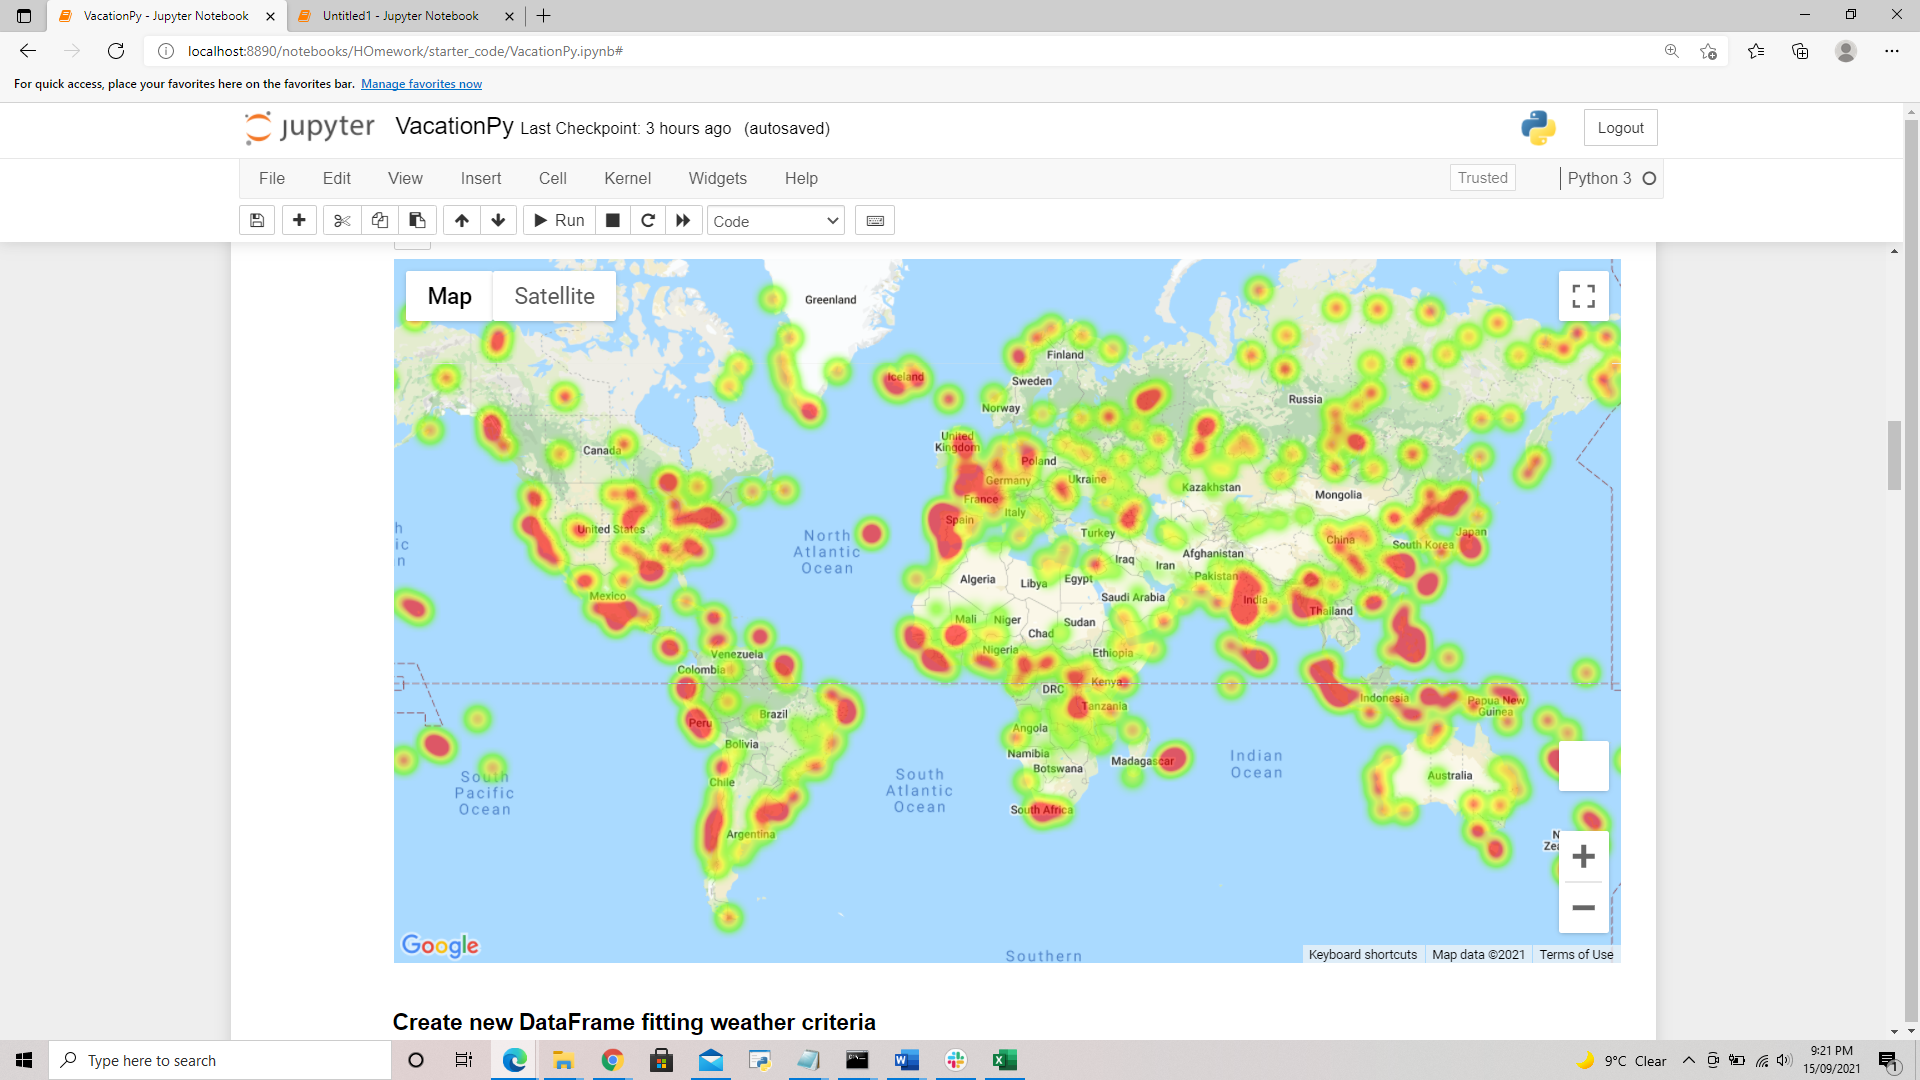 VacationPy - Jupyter Notebook
Untitled1 - Jupyter Notebook
localhost:8890/notebooks/HOmework/starter_code/VacationPy.ipynb#
For quick access, place your favorites here on the favorites bar. Manage favorites now
jupyter VacationPy Last Checkpoint: 3 hours ago (autosaved)
Logout
File Edit View Insert Cell Kernel Widgets Help
Trusted
Python 3
Run
Code
Map Satellite
Greenland
Finland
Iceland
Sweden
Norway
Russia
United Kingdom
Canada
Poland
Germany
Ukraine
Kazakhstan
Mongolia
France
Italy
Spain
United States
Turkey
Japan
China
South Korea
North
Atlantic
Ocean
Afghanistan
Iraq
Iran
Algeria
Libya
Egypt
Pakistan
Saudi Arabia
India
Mexico
Thailand
Mali
Niger
Sudan
Chad
Nigeria
Ethiopia
Venezuela
Colombia
DRC
Kenya
Tanzania
Indonesia
Papua New
Guinea
Brazil
Peru
Angola
Bolivia
Namibia
Botswana
Madagascar
Indian
Ocean
Chile
Australia
South
Pacific
Ocean
South
Atlantic
Ocean
South Africa
Argentina
N
Zea
Google
Southern
Keyboard shortcuts
Map data ©2021
Terms of Use
Create new DataFrame fitting weather criteria
Type here to search
9°C Clear
9:21 PM
15/09/2021
1